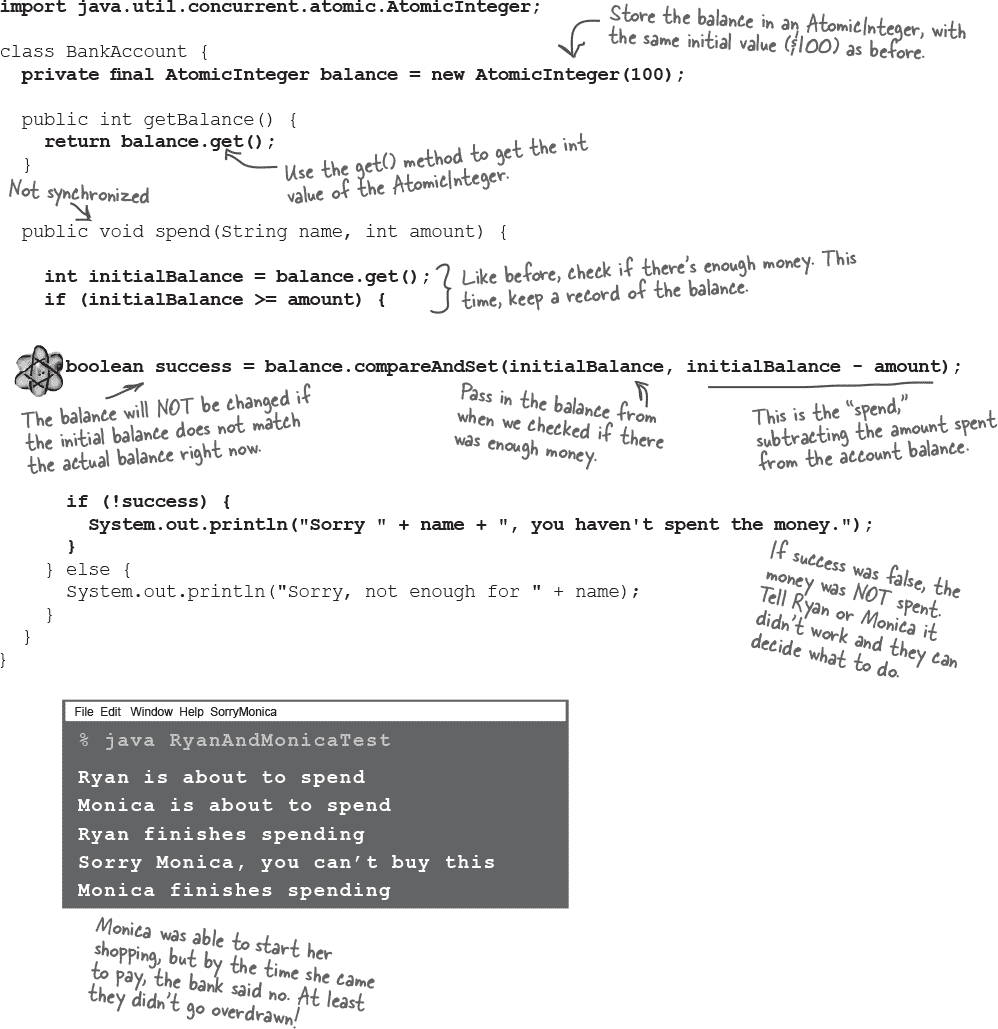 import java.util.concurrent.atomic.AtomicInteger;
Store the balance in an AtomicInteger, with
the same initial value ($100) as before.
class BankAccount {
private final AtomicInteger balance = new AtomicInteger(100);
public int getBalance() {
return balance.get();
}
Use the get() method to get the int
value of the AtomicInteger.
Not synchronized
public void spend(String name, int amount) {
int initialBalance = balance.get();
if (initialBalance >= amount) {
Like before, check if there's enough money. This
time, keep a record of the balance.
boolean success = balance.compareAndSet(initialBalance, initialBalance - amount);
The balance will NOT be changed if
the initial balance does not match
the actual balance right now.
Pass in the balance from
when we checked if there
was enough money.
This is the "spend,"
subtracting the amount spent
from the account balance.
if (!success) {
System.out.println("Sorry " + name + ", you haven't spent the money.");
}
} else {
System.out.println("Sorry, not enough for " + name);
}
}
}
If success was false, the
money was NOT spent.
Tell Ryan or Monica it
didn't work and they can
decide what to do.
File Edit Window Help SorryMonica
% java RyanAndMonicaTest
Ryan is about to spend
Monica is about to spend
Ryan finishes spending
Sorry Monica, you can't buy this
Monica finishes spending
Monica was able to start her
shopping, but by the time she came
to pay, the bank said no. At least
they didn't go overdrawn!